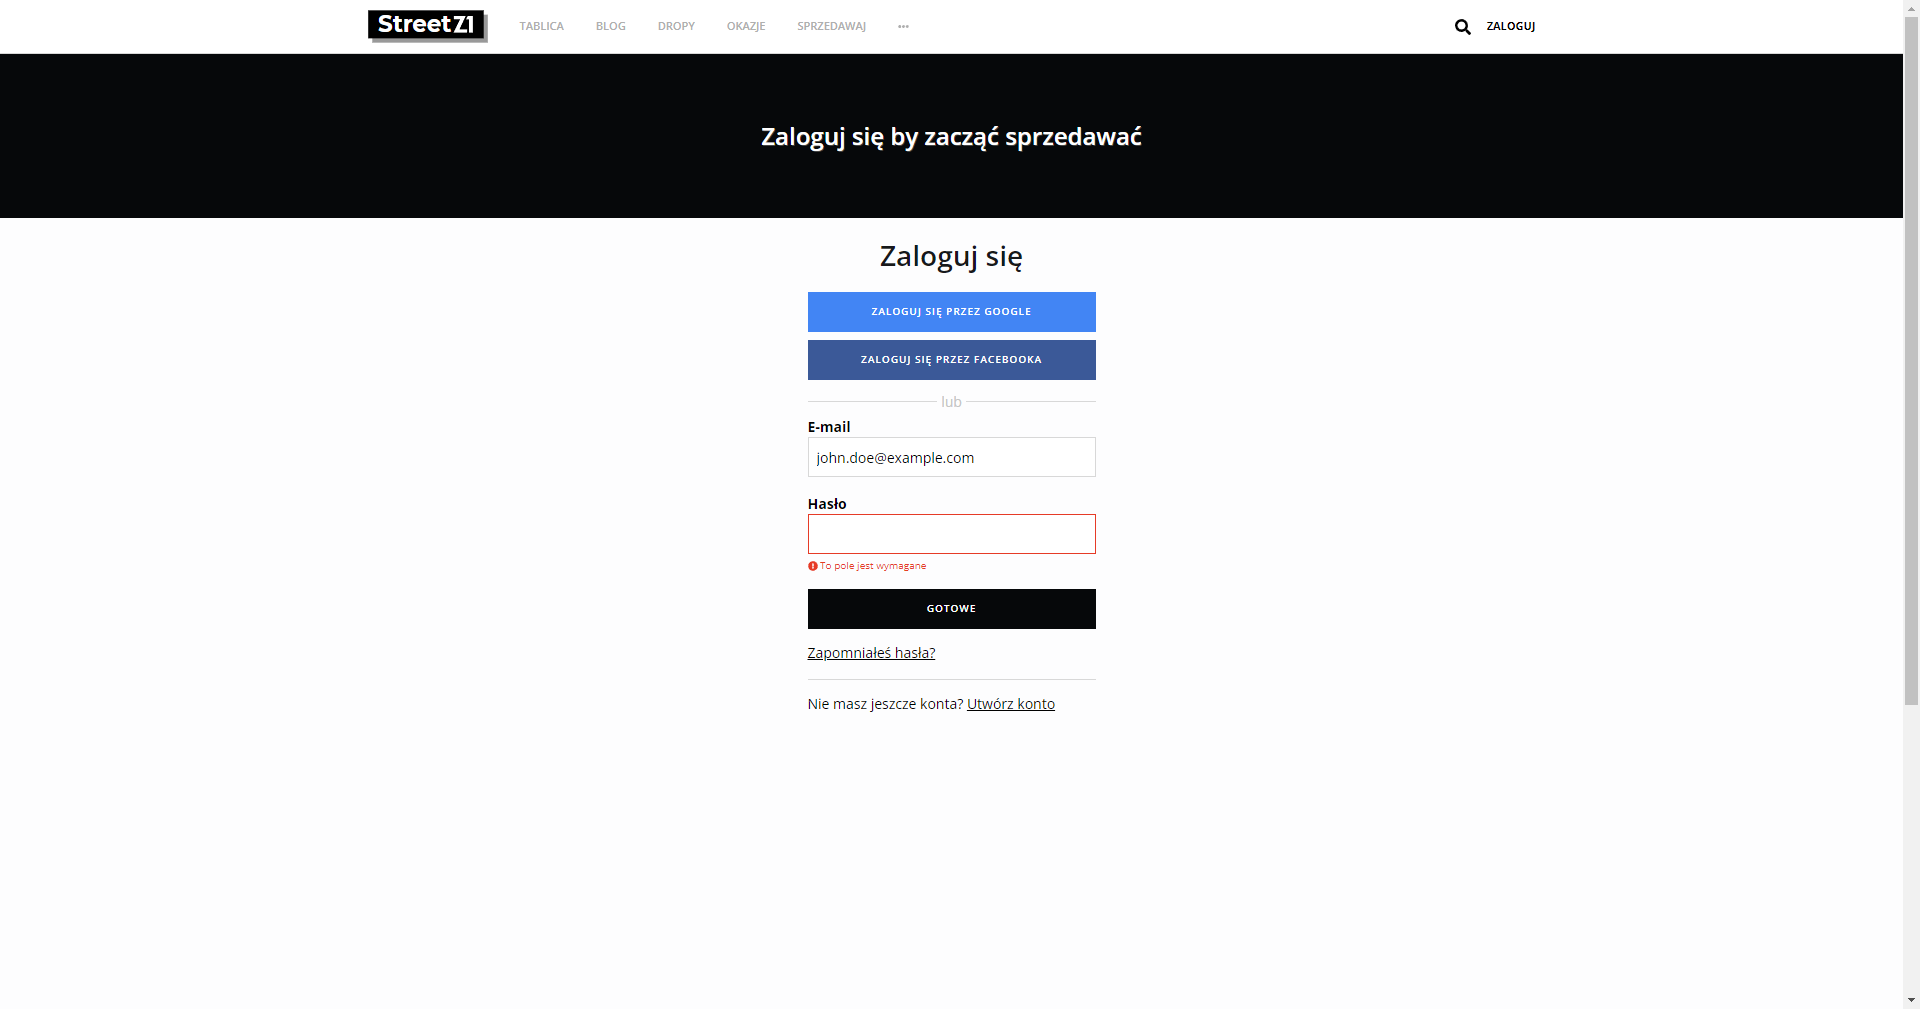 StreetZ1
TABLICA
BLOG
DROPY
OKAZJE
SPRZEDAWAJ
•••
ZALOGUJ
Zaloguj się by zacząć sprzedawać
Zaloguj się
ZALOGUJ SIĘ PRZEZ GOOGLE
ZALOGUJ SIĘ PRZEZ FACEBOOKA
lub
E-mail
john.doe@example.com
Hasło
To pole jest wymagane
GOTOWE
Zapomniałeś hasła?
Nie masz jeszcze konta? Utwórz konto